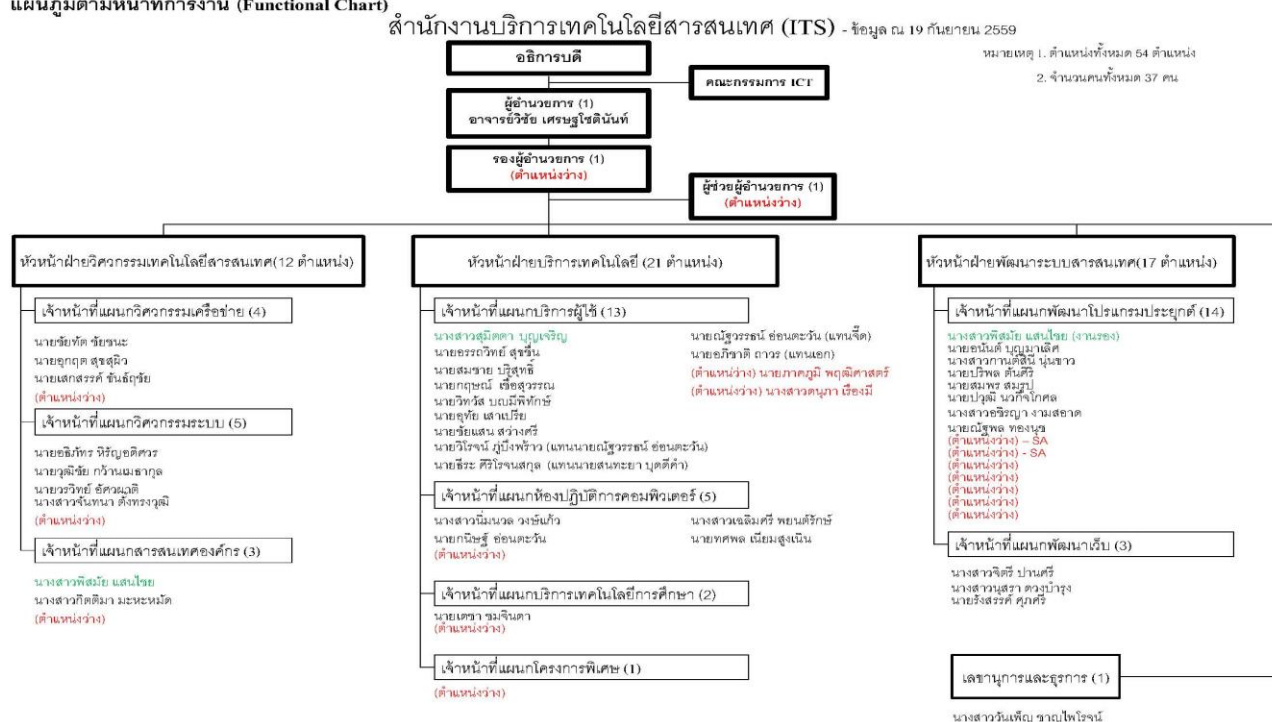 แผนภูมิตามหน้าที่การงาน (Functional Chart)
สำนักงานบริการเทคโนโลยีสารสนเทศ (ITS) - ข้อมูล ณ 19 กันยายน 2559
หมายเหตุ 1. ตำแหน่งทั้งหมด 54 ตำแหน่ง
2. จำนวนคนทั้งหมด 37 คน
อธิการบดี
คณะกรรมการ ICT
ผู้อำนวยการ (1)
อาจารย์วิชัย เศรษฐโชตินันท์
รองผู้อำนวยการ (1)
(ตำแหน่งว่าง)
ผู้ช่วยผู้อำนวยการ (1)
(ตำแหน่งว่าง)
หัวหน้าฝ่ายวิศวกรรมเทคโนโลยีสารสนเทศ(12 ตำแหน่ง)
เจ้าหน้าที่แผนกวิศวกรรมเครือข่าย (4)
นายชัยทัต ชัยชนะ
นายอุกฤต สุขสุผิว
นายเสกสรรค์ ขันธ์ฤชัย
(ตำแหน่งว่าง)
เจ้าหน้าที่แผนกวิศวกรรมระบบ (5)
นายอธิภัทร หิรัญอติศวร
นายวุฒิชัย กว้านเมธากุล
นายวรวิทย์ อัศวผาติ
นางสาวจันทนา ตั้งทรงวุฒิ
(ตำแหน่งว่าง)
เจ้าหน้าที่แผนกสารสนเทศองค์กร (3)
นางสาวพิสมัย แสนไชย
นางสาวกิตติมา มะหะหมัด
(ตำแหน่งว่าง)
หัวหน้าฝ่ายบริการเทคโนโลยี (21 ตำแหน่ง)
เจ้าหน้าที่แผนกบริการผู้ใช้ (13)
นางสาวสุมิตตา บุญเจริญ
นายอรรถวิทย์ สุขชื่น
นายสมชาย บริสุทธิ์
นายกฤษณ์ เชื้อสุวรรณ
นายวิทวัส บุญมีพิทักษ์
นายอุทัย เสาเปรีย
นายชัยแสน สว่างศรี
นายวิโรจน์ ภู่บึงพร้าว (แทนนายณัฐวรรธน์ อ่อนตะวัน)
นายธีระ ศิริโรจนสกุล (แทนนายสนทะยา บุดดีคำ)
นายณัฐวรรธน์ อ่อนตะวัน (แทนจี๊ด)
นายอภิชาติ ถาวร (แทนเอก)
(ตำแหน่งว่าง) นายภาคภูมิ พฤฒิศาสตร์
(ตำแหน่งว่าง) นางสาวดนุภา เรืองมี
เจ้าหน้าที่แผนกห้องปฏิบัติการคอมพิวเตอร์ (5)
นางสาวนิ่มนวล วงษ์แก้ว
นายกนิษฐ์ อ่อนตะวัน
(ตำแหน่งว่าง)
นางสาวเฉลิมศรี พยนต์รักษ์
นายทศพล เนียมสูงเนิน
เจ้าหน้าที่แผนกบริการเทคโนโลยีการศึกษา (2)
นายเดชา ชมจินดา
(ตำแหน่งว่าง)
เจ้าหน้าที่แผนกโครงการพิเศษ (1)
(ตำแหน่งว่าง)
หัวหน้าฝ่ายพัฒนาระบบสารสนเทศ(17 ตำแหน่ง)
เจ้าหน้าที่แผนกพัฒนาโปรแกรมประยุกต์ (14)
นางสาวพิสมัย แสนไชย (งานรอง)
นายอนันต์ บุญมาเลิศ
นางสาวกานต์สินี นุ่นขาว
นายปริพล ตันศิริ
นายสมพร สมรูป
นายปวุฒิ นวกิจโกศล
นางสาวอชิรญา งามสอาด
นายณัฐพล ทองนุช
(ตำแหน่งว่าง) – SA
(ตำแหน่งว่าง) - SA
(ตำแหน่งว่าง)
(ตำแหน่งว่าง)
(ตำแหน่งว่าง)
(ตำแหน่งว่าง)
เจ้าหน้าที่แผนกพัฒนาเว็บ (3)
นางสาวจิตรี ปานศรี
นางสาวนุสรา ดวงบำรุง
นายรังสรรค์ ศุภศรี
เลขานุการและธุรการ (1)
นางสาววันเพ็ญ ชาญไพโรจน์